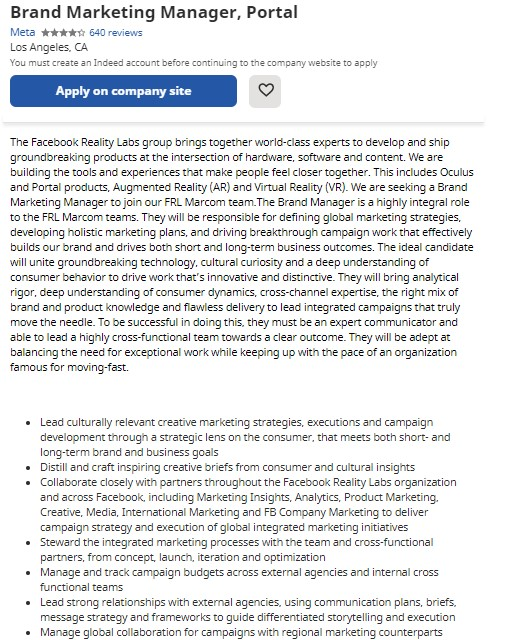 Brand Marketing Manager, Portal
Meta ★★★★☆ 640 reviews
Los Angeles, CA
You must create an Indeed account before continuing to the company website to apply
Apply on company site
The Facebook Reality Labs group brings together world-class experts to develop and ship
groundbreaking products at the intersection of hardware, software and content. We are
building the tools and experiences that make people feel closer together. This includes Oculus
and Portal products, Augmented Reality (AR) and Virtual Reality (VR). We are seeking a Brand
Marketing Manager to join our FRL Marcom team.The Brand Manager is a highly integral role
to the FRL Marcom teams. They will be responsible for defining global marketing strategies,
developing holistic marketing plans, and driving breakthrough campaign work that effectively
builds our brand and drives both short and long-term business outcomes. The ideal candidate
will unite groundbreaking technology, cultural curiosity and a deep understanding of
consumer behavior to drive work that's innovative and distinctive. They will bring analytical
rigor, deep understanding of consumer dynamics, cross-channel expertise, the right mix of
brand and product knowledge and flawless delivery to lead integrated campaigns that truly
move the needle. To be successful in doing this, they must be an expert communicator and
able to lead a highly cross-functional team towards a clear outcome. They will be adept at
balancing the need for exceptional work while keeping up with the pace of an organization
famous for moving-fast.
• Lead culturally relevant creative marketing strategies, executions and campaign
development through a strategic lens on the consumer, that meets both short- and
long-term brand and business goals
• Distill and craft inspiring creative briefs from consumer and cultural insights
• Collaborate closely with partners throughout the Facebook Reality Labs organization
and across Facebook, including Marketing Insights, Analytics, Product Marketing,
Creative, Media, International Marketing and FB Company Marketing to deliver
campaign strategy and execution of global integrated marketing initiatives
• Steward the integrated marketing processes with the team and cross-functional
partners, from concept, launch, iteration and optimization
• Manage and track campaign budgets across external agencies and internal cross
functional teams
• Lead strong relationships with external agencies, using communication plans, briefs,
message strategy and frameworks to guide differentiated storytelling and execution
• Manage global collaboration for campaigns with regional marketing counterparts